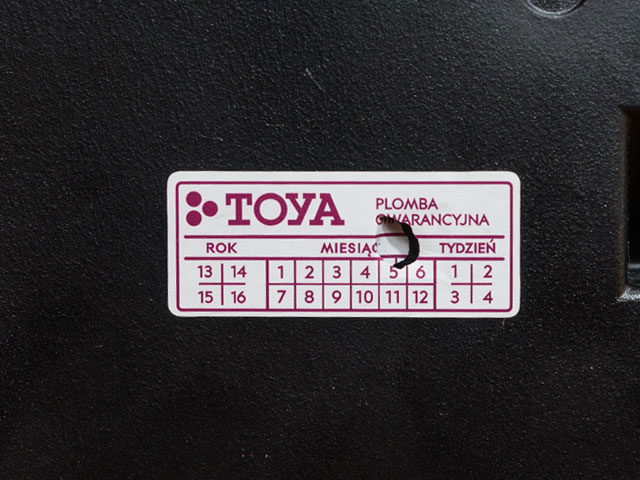 TOYA
PLOMBA
GWARANCYJNA
ROK MIESIĄC TYDZIEŃ
13 14 1 2 3 4 5 6 1 2
15 16 7 8 9 10 11 12 3 4